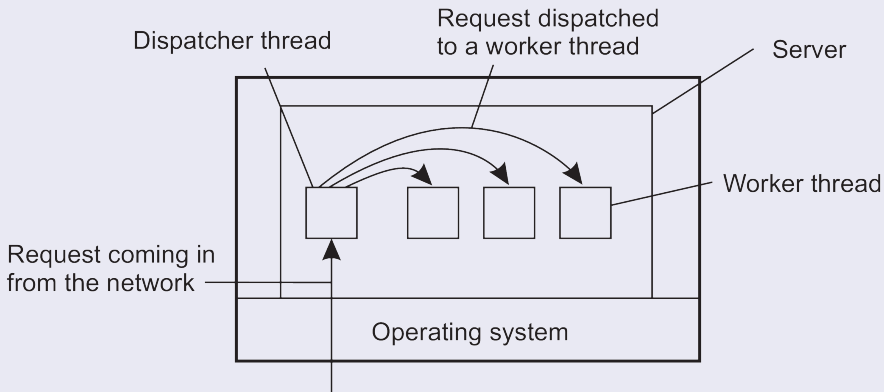 Dispatcher thread
Request dispatched
to a worker thread
Server
Worker thread
Request coming in
from the network
Operating system